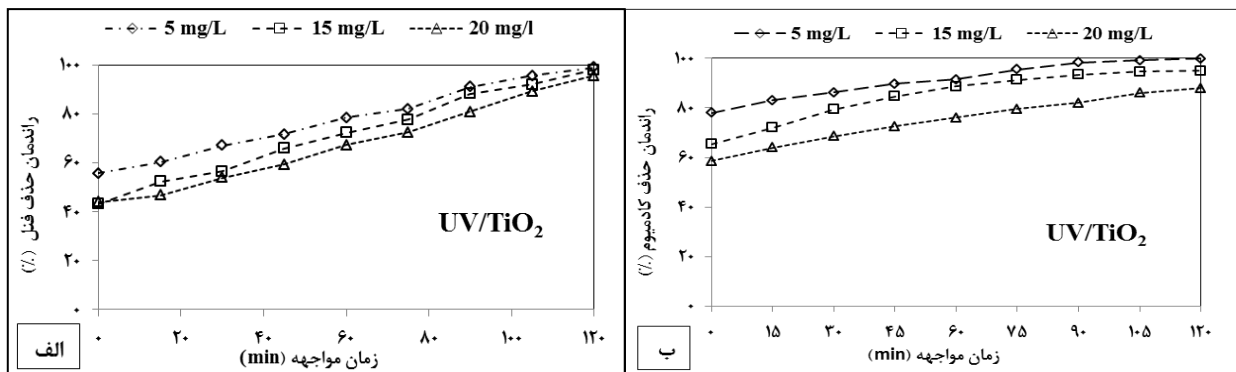 5 mg/L 15 mg/L 20 mg/l
راندمان حذف فنل (%)
۱۰۰
۸۰
۶۰
۴۰
۲۰
۰
UV/TiO₂
۰ ۲۰ ۴۰ ۶۰ ۸۰ ۱۰۰ ۱۲۰
زمان مواجهه (min)
الف
5 mg/L 15 mg/L 20 mg/L
راندمان حذف کادمیوم (%)
۱۰۰
۸۰
۶۰
۴۰
۲۰
۰
UV/TiO₂
۰ ۱۵ ۳۰ ۴۵ ۶۰ ۷۵ ۹۰ ۱۰۵ ۱۲۰
زمان مواجهه (min)
ب